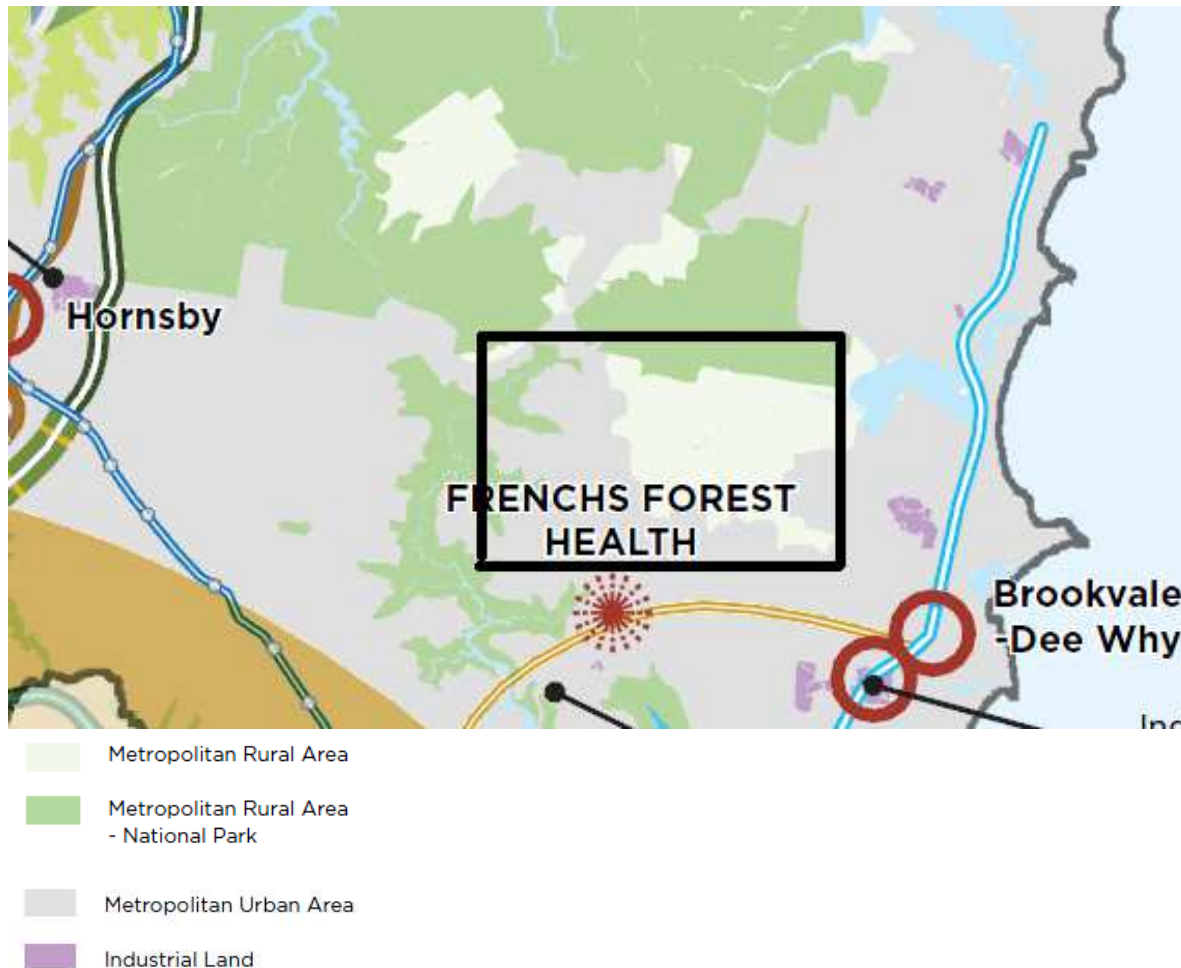 Hornsby
FRENCHS FOREST
HEALTH
Brookvale
-Dee Why
Metropolitan Rural Area
Metropolitan Rural Area
- National Park
Metropolitan Urban Area
Industrial Land